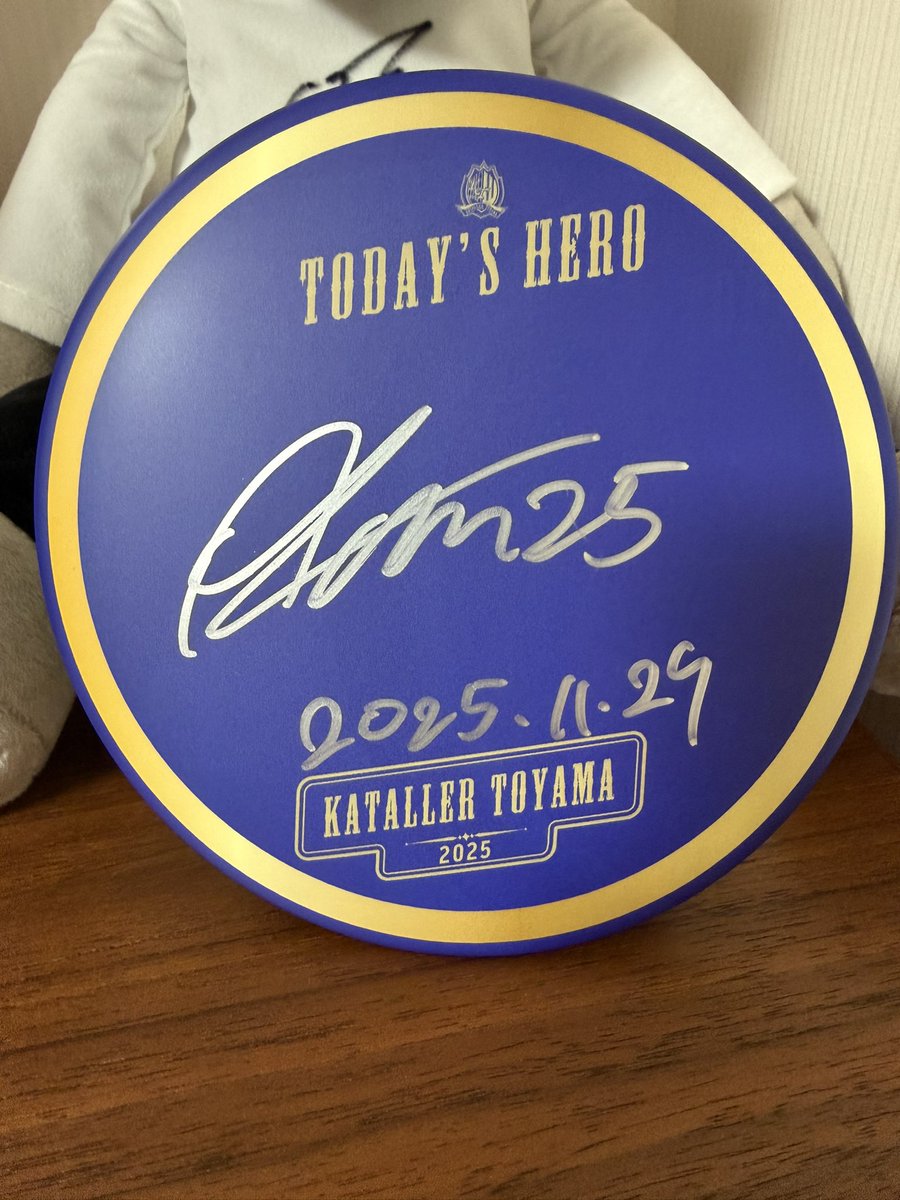 TODAY'S HERO
25
2025.11.29
KATALLER TOYAMA
2025